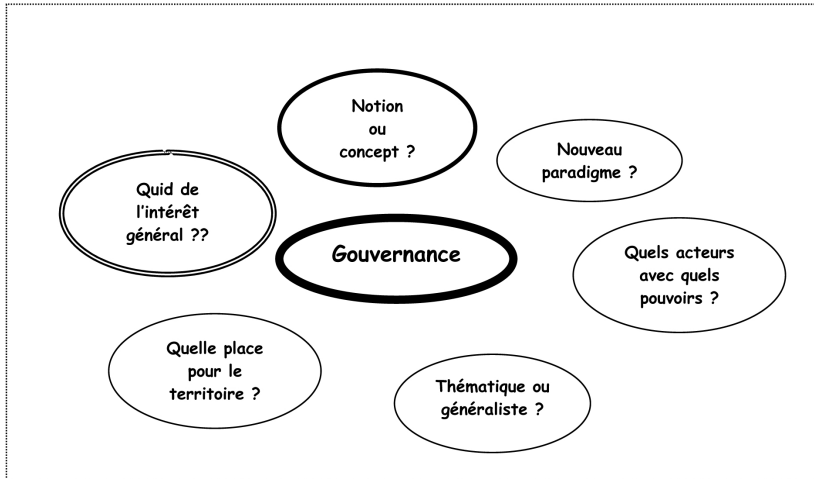 Notion
ou
concept ?
Nouveau
paradigme ?
Quid de
l'intérêt
général ??
Gouvernance
Quels acteurs
avec quels
pouvoirs ?
Quelle place
pour le
territoire ?
Thématique ou
généraliste ?